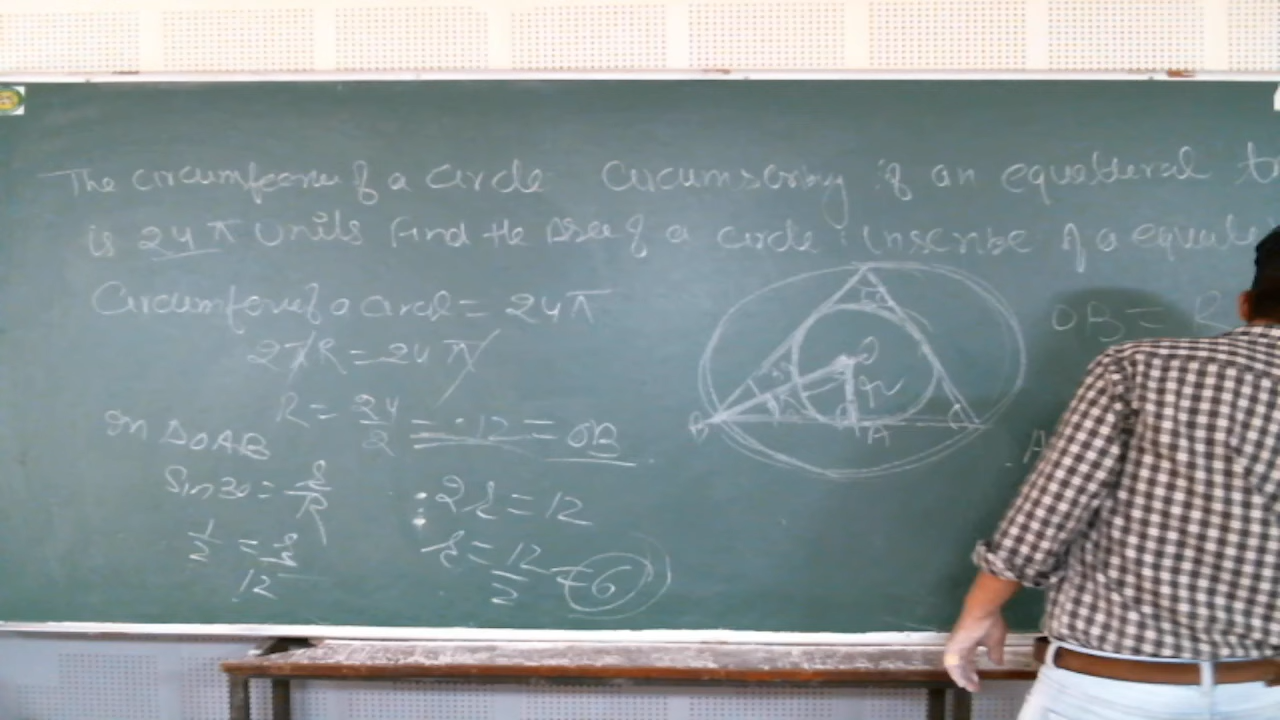 The circumference of a circle circumscribing of an equilateral
is 24π Units Find the Area of a circle inscribe of a equila
Circumference of a circle = 24π
2πR = 24π
R = 24/2 = 12 = OB
In ΔOAB
Sin 30 = r/R
1/2 = r/12
∴ 2r = 12
r = 12/2 = 6
O
r
B
A
C
OB = R
A